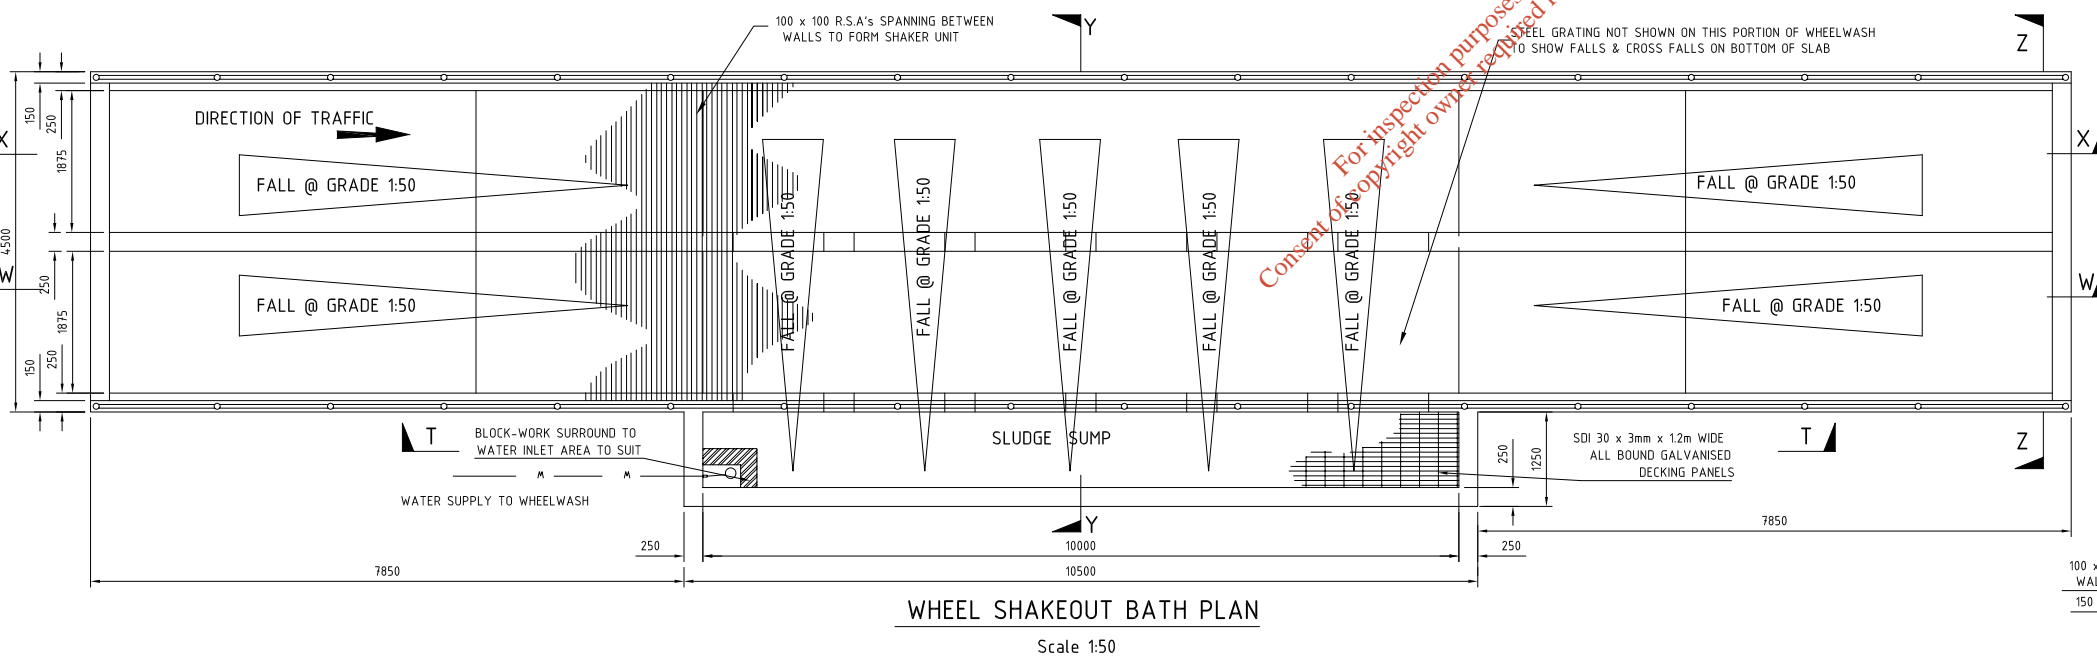 100 x 100 R.S.A's SPANNING BETWEEN
WALLS TO FORM SHAKER UNIT
Y
STEEL GRATING NOT SHOWN ON THIS PORTION OF WHEELWASH
TO SHOW FALLS & CROSS FALLS ON BOTTOM OF SLAB
Z
For inspection purposes
Consent of copyright owner required
DIRECTION OF TRAFFIC
150
250
1875
X
X
FALL @ GRADE 1:50
FALL @ GRADE 1:50
FALL @ GRADE 1:50
FALL @ GRADE 1:50
FALL @ GRADE 1:50
FALL @ GRADE 1:50
FALL @ GRADE 1:50
4500
W
W
250
1875
250
150
FALL @ GRADE 1:50
FALL @ GRADE 1:50
T
BLOCK-WORK SURROUND TO
WATER INLET AREA TO SUIT
M
M
WATER SUPPLY TO WHEELWASH
SLUDGE SUMP
250
1250
SDI 30 x 3mm x 1.2m WIDE
ALL BOUND GALVANISED
DECKING PANELS
T
Z
Y
7850
250
10000
250
7850
10500
100 x
WAL
150
WHEEL SHAKEOUT BATH PLAN
Scale 1:50